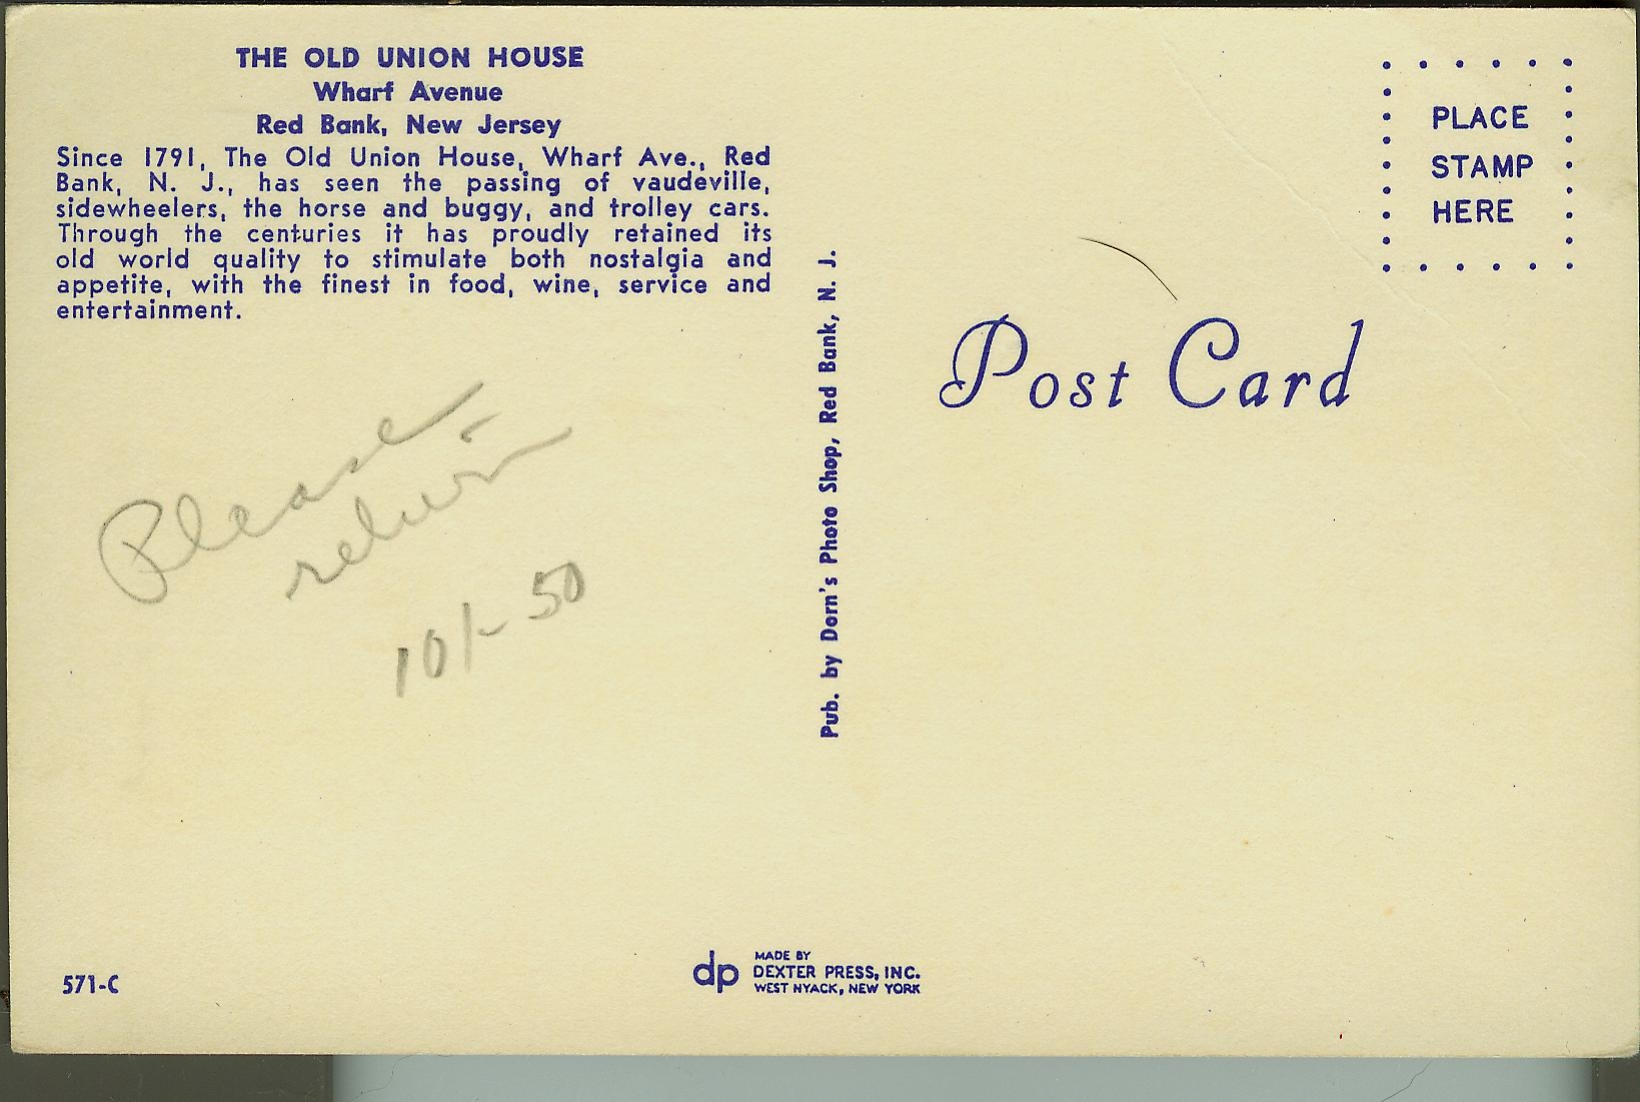 THE OLD UNION HOUSE
Wharf Avenue
Red Bank, New Jersey
Since 1791, The Old Union House, Wharf Ave., Red
Bank, N. J., has seen the passing of vaudeville,
sidewheelers, the horse and buggy, and trolley cars.
Through the centuries it has proudly retained its
old world quality to stimulate both nostalgia and
appetite, with the finest in food, wine, service and
entertainment.
Please
return
10/- 50
571-C
Pub. by Dorn's Photo Shop, Red Bank, N. J.
dp
MADE BY
DEXTER PRESS, INC.
WEST NYACK, NEW YORK
PLACE
STAMP
HERE
Post Card